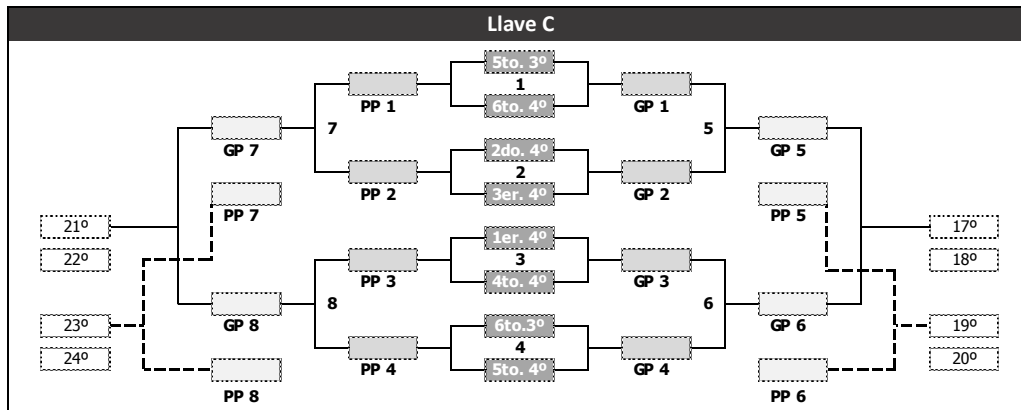 Llave C
5to. 3º
1
6to. 4º
PP 1
GP 1
7
5
GP 7
GP 5
2do. 4º
2
3er. 4º
PP 2
GP 2
PP 7
PP 5
21º
17º
22º
18º
1er. 4º
3
4to. 4º
PP 3
GP 3
8
6
GP 8
GP 6
23º
19º
24º
20º
6to.3º
4
5to. 4º
PP 4
GP 4
PP 8
PP 6